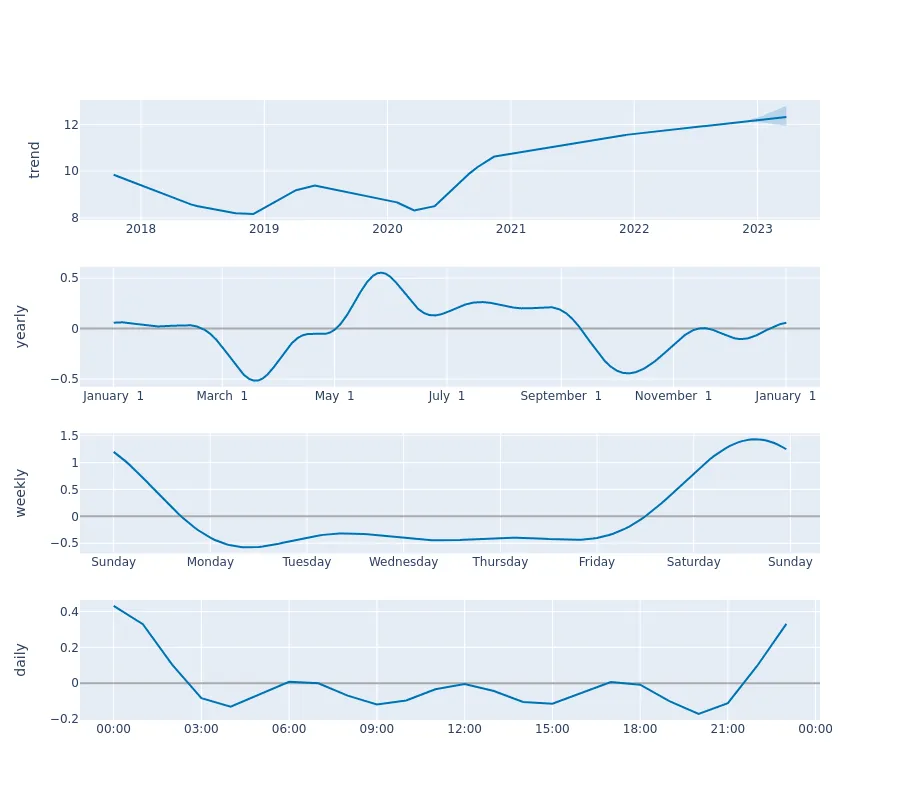 trend
12
10
8
2018 2019 2020 2021 2022 2023
yearly
0.5
0
−0.5
January 1 March 1 May 1 July 1 September 1 November 1 January 1
weekly
1.5
1
0.5
0
−0.5
Sunday Monday Tuesday Wednesday Thursday Friday Saturday Sunday
daily
0.4
0.2
0
−0.2
00:00 03:00 06:00 09:00 12:00 15:00 18:00 21:00 00:00